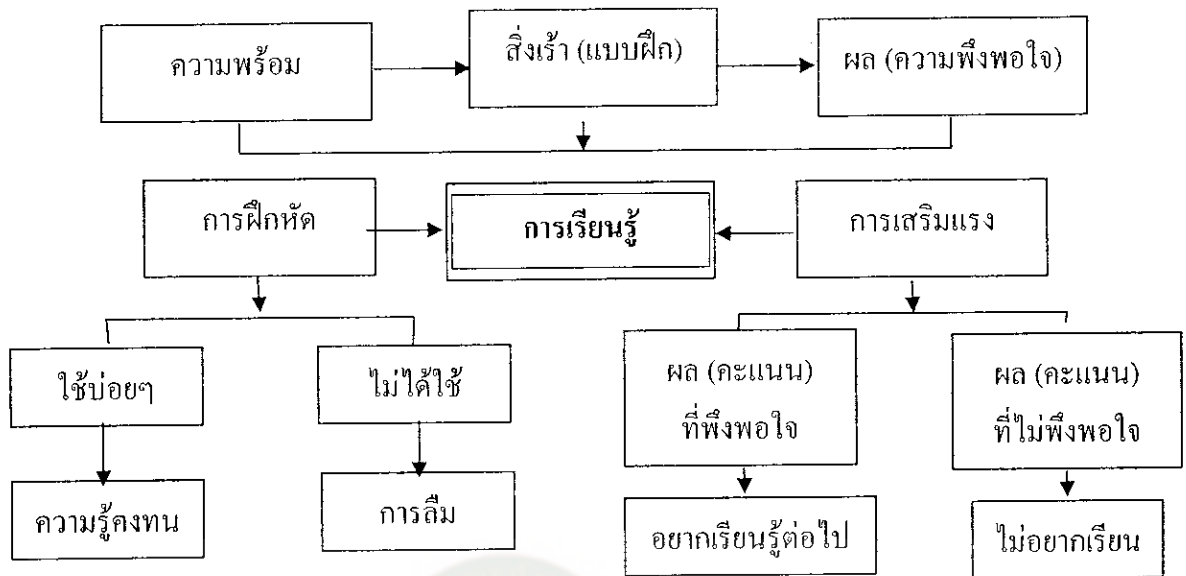 ความพร้อม
สิ่งเร้า (แบบฝึก)
ผล (ความพึงพอใจ)
การฝึกหัด
การเรียนรู้
การเสริมแรง
ใช้บ่อยๆ
ไม่ได้ใช้
ผล (คะแนน)
ที่พึงพอใจ
ผล (คะแนน)
ที่ไม่พึงพอใจ
ความรู้คงทน
การลืม
อยากเรียนรู้ต่อไป
ไม่อยากเรียน